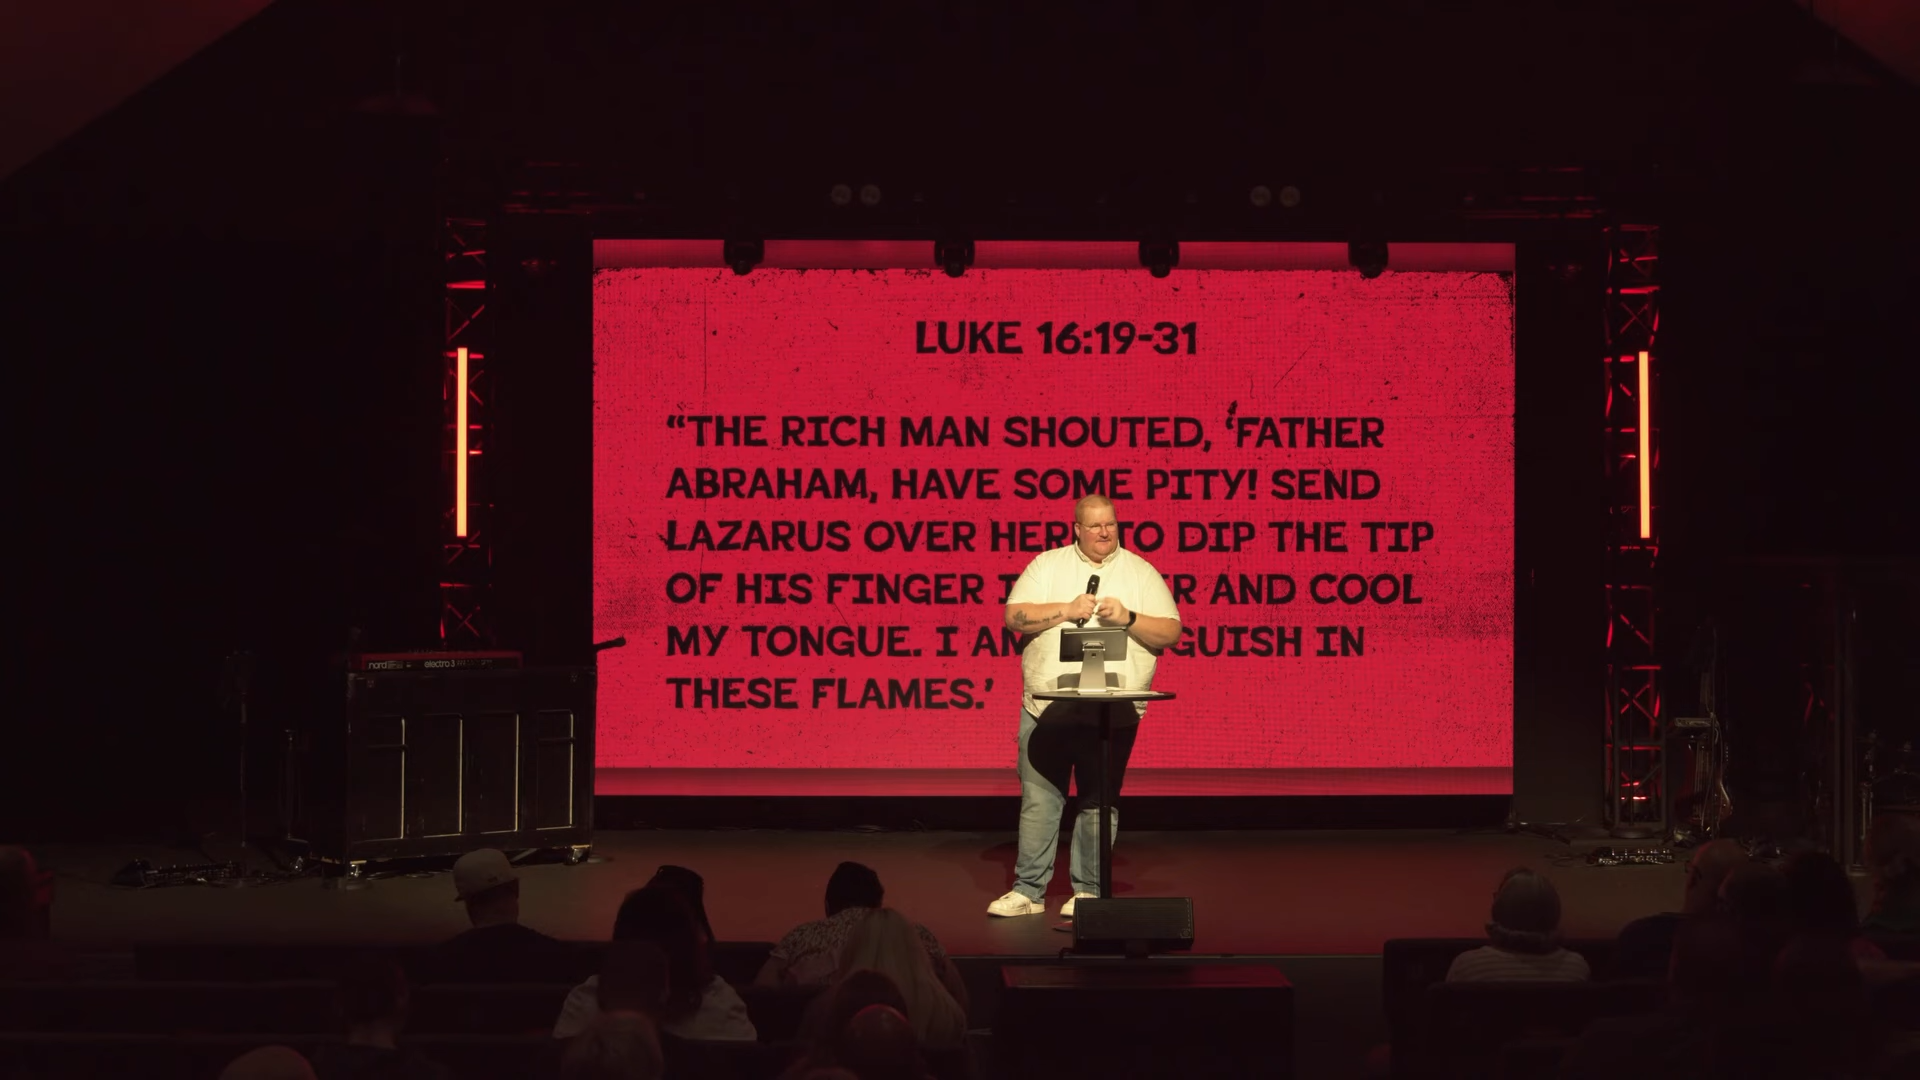 LUKE 16:19-31
“THE RICH MAN SHOUTED, ‘FATHER
ABRAHAM, HAVE SOME PITY! SEND
LAZARUS OVER HER TO DIP THE TIP
OF HIS FINGER I R AND COOL
MY TONGUE. I AM GUISH IN
THESE FLAMES.’
nord electro 3